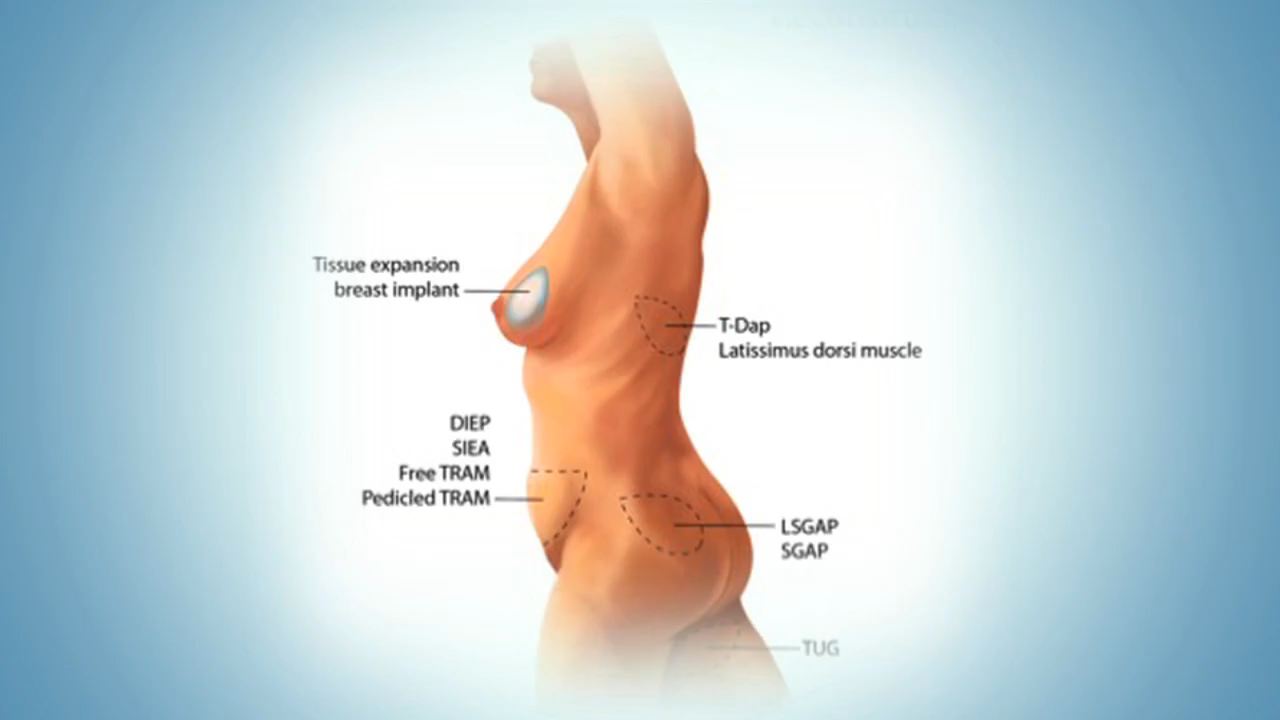 Tissue expansion
breast implant
T-Dap
Latissimus dorsi muscle
DIEP
SIEA
Free TRAM
Pedicled TRAM
LSGAP
SGAP
TUG